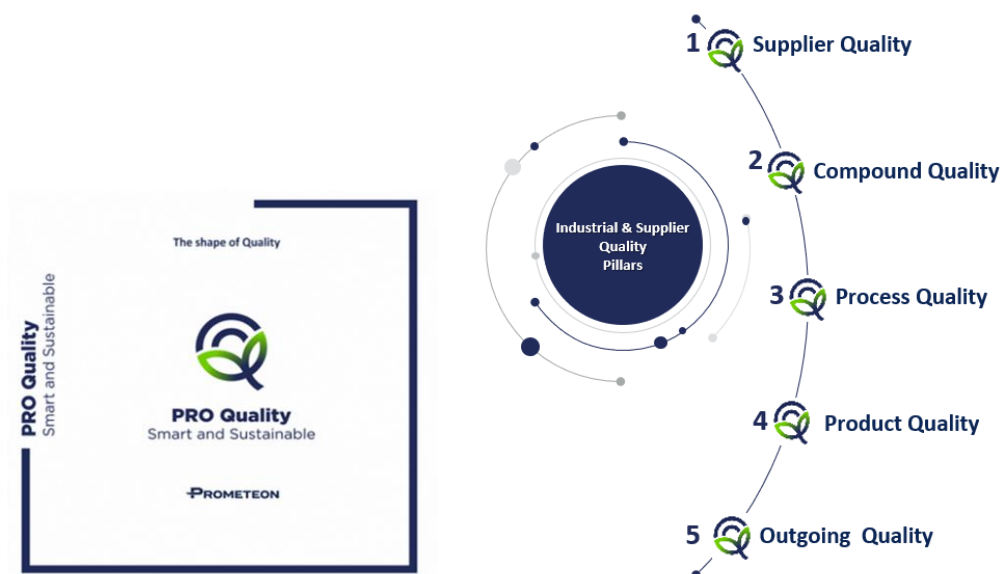 The shape of Quality
PRO Quality
Smart and Sustainable
PRO Quality
Smart and Sustainable
PROMETEON
Industrial & Supplier
Quality
Pillars
1 Supplier Quality
2 Compound Quality
3 Process Quality
4 Product Quality
5 Outgoing Quality